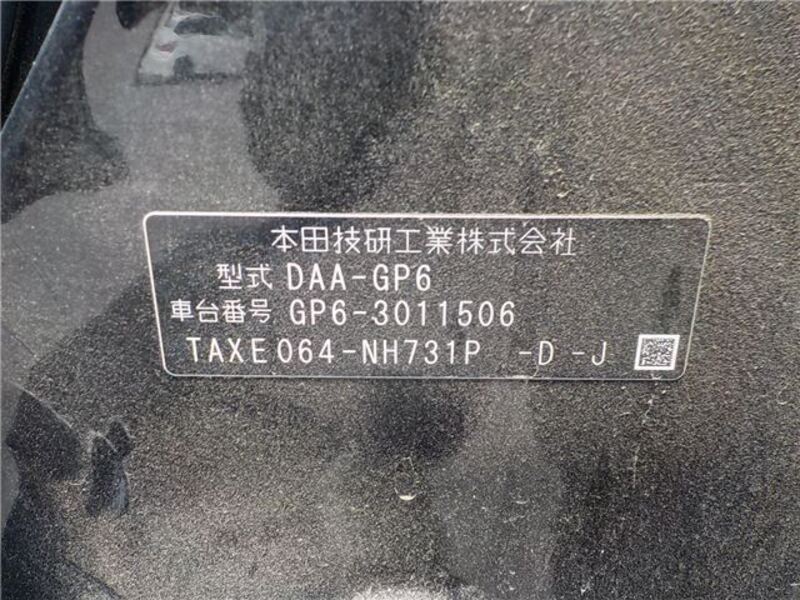 本田技研工業株式会社
型式 DAA-GP6
車台番号 GP6-3011506
TAXE064-NH731P -D -J